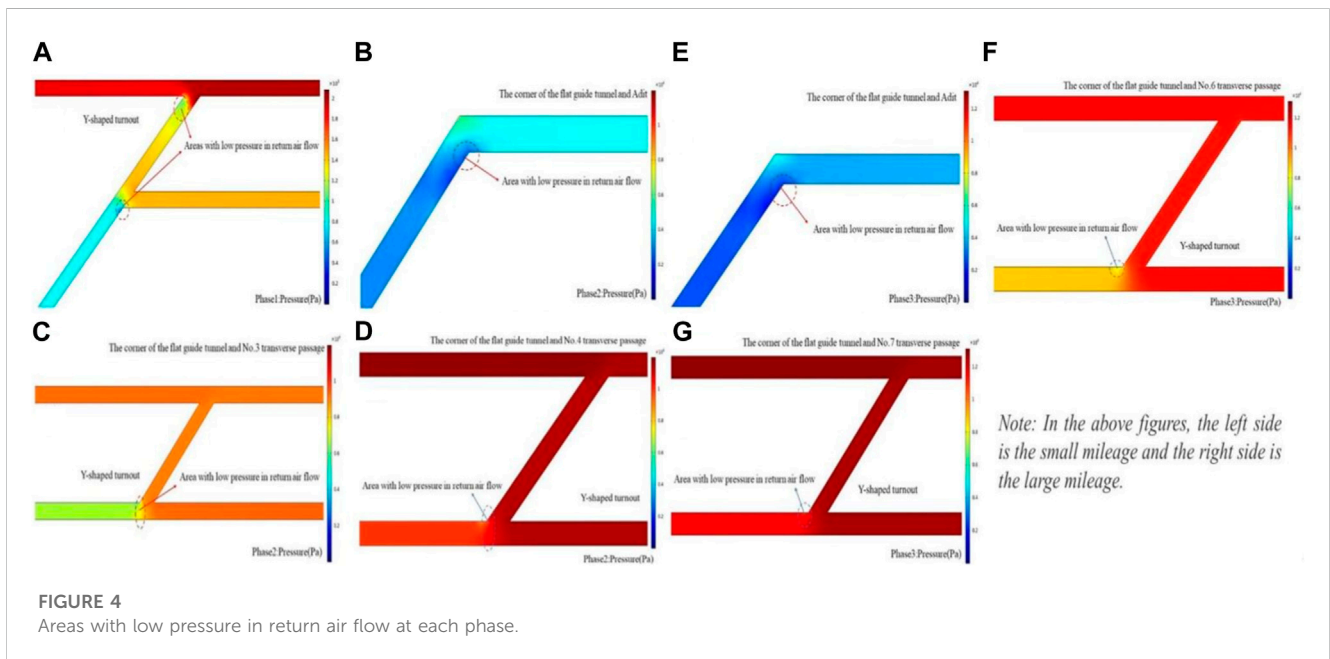 A
B
E
F
The corner of the flat guide tunnel and Adit
The corner of the flat guide tunnel and Adit
The corner of the flat guide tunnel and No.6 transverse passage
Y-shaped turnout
Areas with low pressure in return air flow
Area with low pressure in return air flow
Area with low pressure in return air flow
Area with low pressure in return air flow
Y-shaped turnout
Phase1:Pressure(Pa)
Phase2:Pressure(Pa)
Phase3:Pressure(Pa)
Phase3:Pressure(Pa)
C
D
G
The corner of the flat guide tunnel and No.3 transverse passage
The corner of the flat guide tunnel and No.4 transverse passage
The corner of the flat guide tunnel and No.7 transverse passage
Y-shaped turnout
Area with low pressure in return air flow
Area with low pressure in return air flow
Y-shaped turnout
Area with low pressure in return air flow
Y-shaped turnout
Phase2:Pressure(Pa)
Phase2:Pressure(Pa)
Phase3:Pressure(Pa)
Note: In the above figures, the left side
is the small mileage and the right side is
the large mileage.
FIGURE 4
Areas with low pressure in return air flow at each phase.